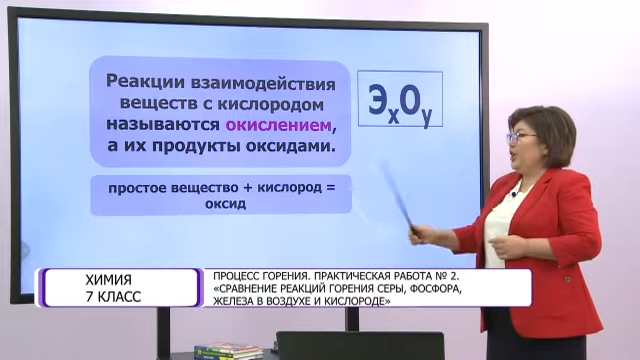 Реакции взаимодействия
веществ с кислородом
называются окислением,
а их продукты оксидами.
ЭxOy
простое вещество + кислород =
оксид
ХИМИЯ
7 КЛАСС
ПРОЦЕСС ГОРЕНИЯ. ПРАКТИЧЕСКАЯ РАБОТА № 2.
«СРАВНЕНИЕ РЕАКЦИЙ ГОРЕНИЯ СЕРЫ, ФОСФОРА,
ЖЕЛЕЗА В ВОЗДУХЕ И КИСЛОРОДЕ»